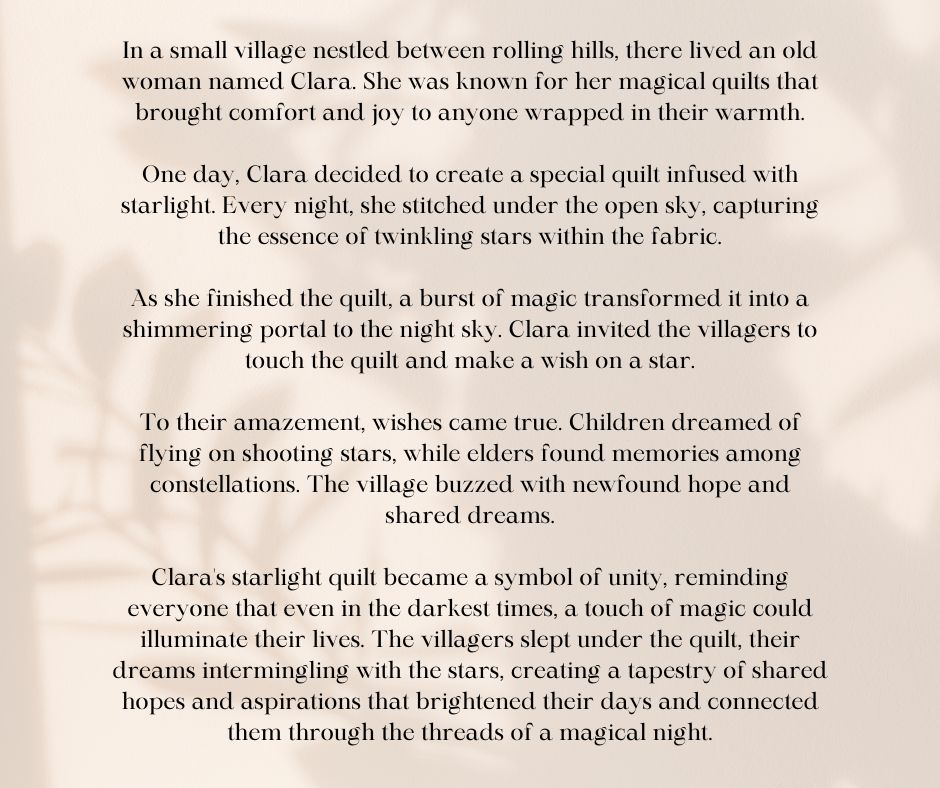 In a small village nestled between rolling hills, there lived an old
woman named Clara. She was known for her magical quilts that
brought comfort and joy to anyone wrapped in their warmth.
One day, Clara decided to create a special quilt infused with
starlight. Every night, she stitched under the open sky, capturing
the essence of twinkling stars within the fabric.
As she finished the quilt, a burst of magic transformed it into a
shimmering portal to the night sky. Clara invited the villagers to
touch the quilt and make a wish on a star.
To their amazement, wishes came true. Children dreamed of
flying on shooting stars, while elders found memories among
constellations. The village buzzed with newfound hope and
shared dreams.
Clara's starlight quilt became a symbol of unity, reminding
everyone that even in the darkest times, a touch of magic could
illuminate their lives. The villagers slept under the quilt, their
dreams intermingling with the stars, creating a tapestry of shared
hopes and aspirations that brightened their days and connected
them through the threads of a magical night.